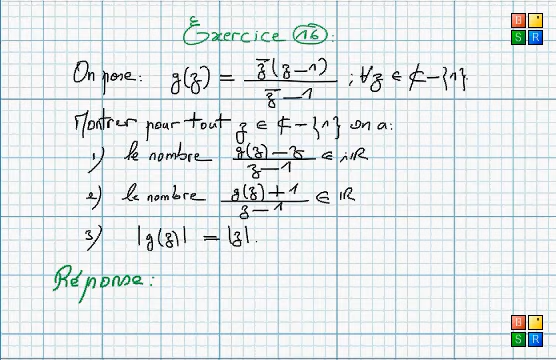 Exercice 16 :
On pose : g(z) = z̅(z-1) / (z̅ - 1) ; ∀z ∈ ℂ-{1}
Montrer pour tout z ∈ ℂ-{1} on a :
1) le nombre (g(z) - z) / (z-1) ∈ iℝ
2) le nombre (g(z)+1) / (z-1) ∈ iℝ
3) |g(z)| = |z|.
Réponse :
B
S R
B
S R